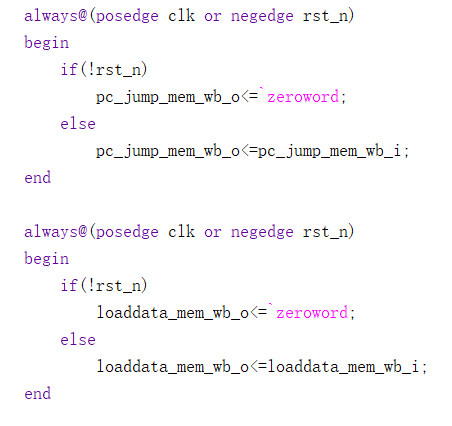 always@(posedge clk or negedge rst_n)
begin
    if(!rst_n)
        pc_jump_mem_wb_o<=`zeroword;
    else
        pc_jump_mem_wb_o<=pc_jump_mem_wb_i;
end

always@(posedge clk or negedge rst_n)
begin
    if(!rst_n)
        loaddata_mem_wb_o<=`zeroword;
    else
        loaddata_mem_wb_o<=loaddata_mem_wb_i;
end